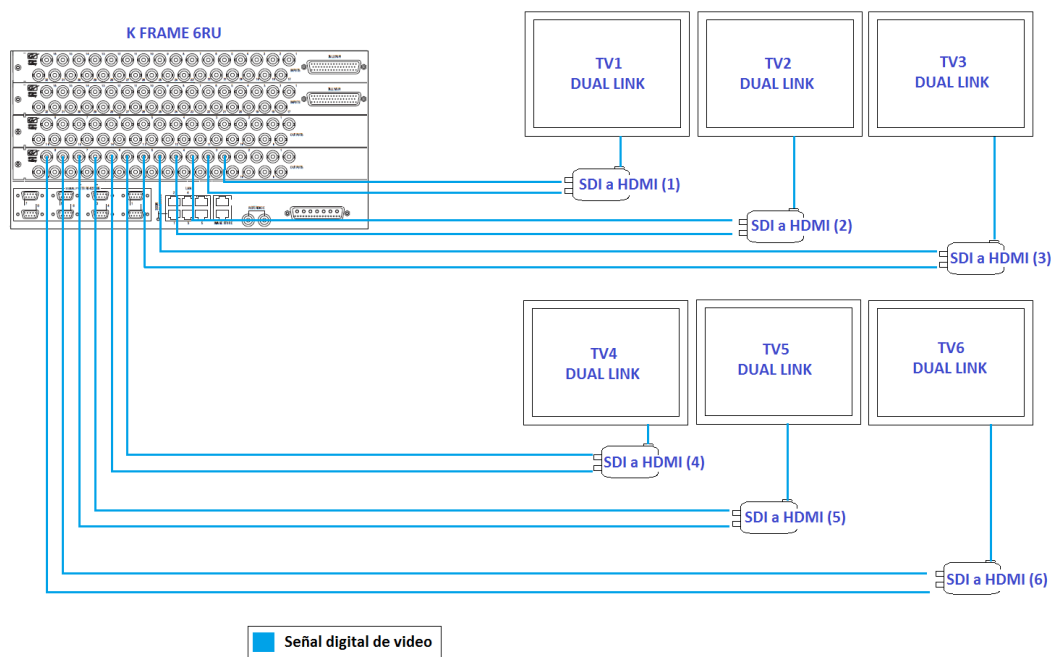 K FRAME 6RU
TV1
DUAL LINK
TV2
DUAL LINK
TV3
DUAL LINK
SDI a HDMI (1)
SDI a HDMI (2)
SDI a HDMI (3)
TV4
DUAL LINK
TV5
DUAL LINK
TV6
DUAL LINK
SDI a HDMI (4)
SDI a HDMI (5)
SDI a HDMI (6)
Señal digital de video